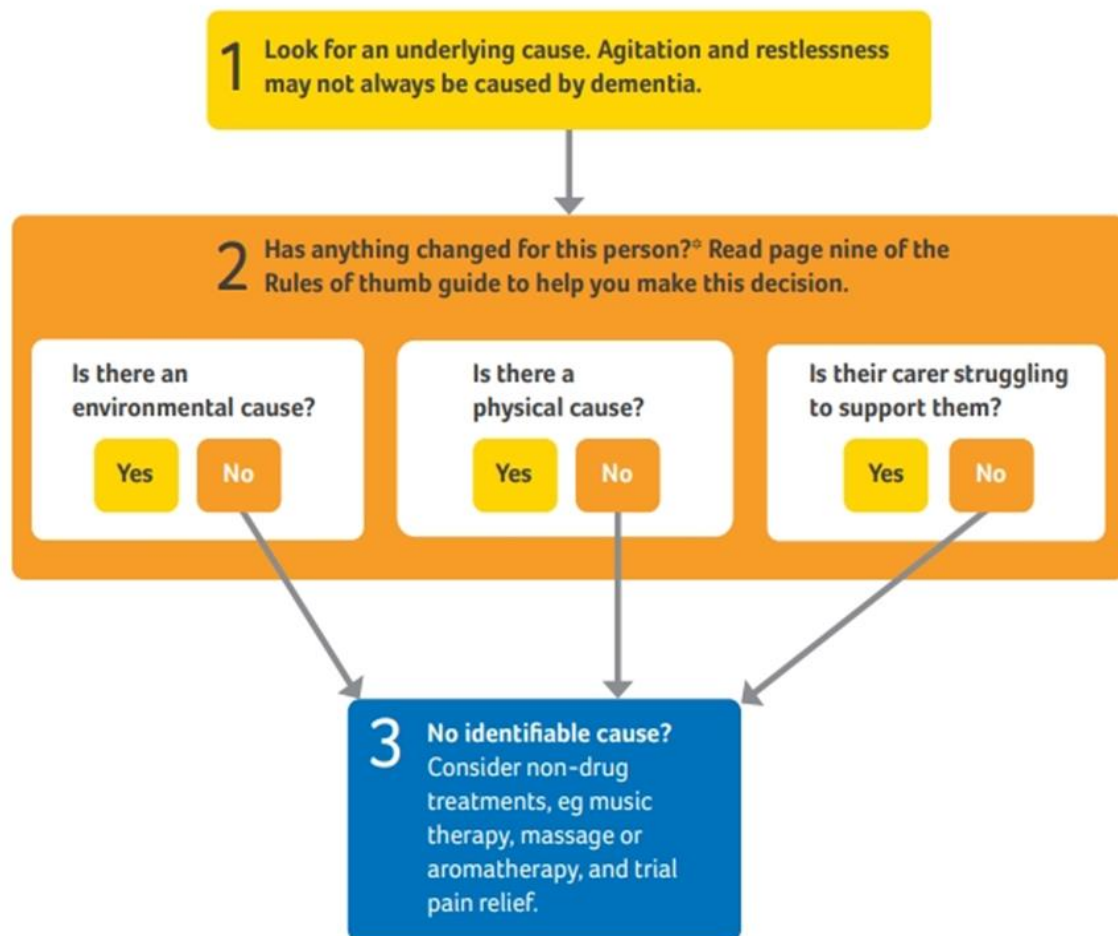 1 Look for an underlying cause. Agitation and restlessness
may not always be caused by dementia.
2 Has anything changed for this person?* Read page nine of the
Rules of thumb guide to help you make this decision.
Is there an
environmental cause?
Yes No
Is there a
physical cause?
Yes No
Is their carer struggling
to support them?
Yes No
3 No identifiable cause?
Consider non-drug
treatments, eg music
therapy, massage or
aromatherapy, and trial
pain relief.